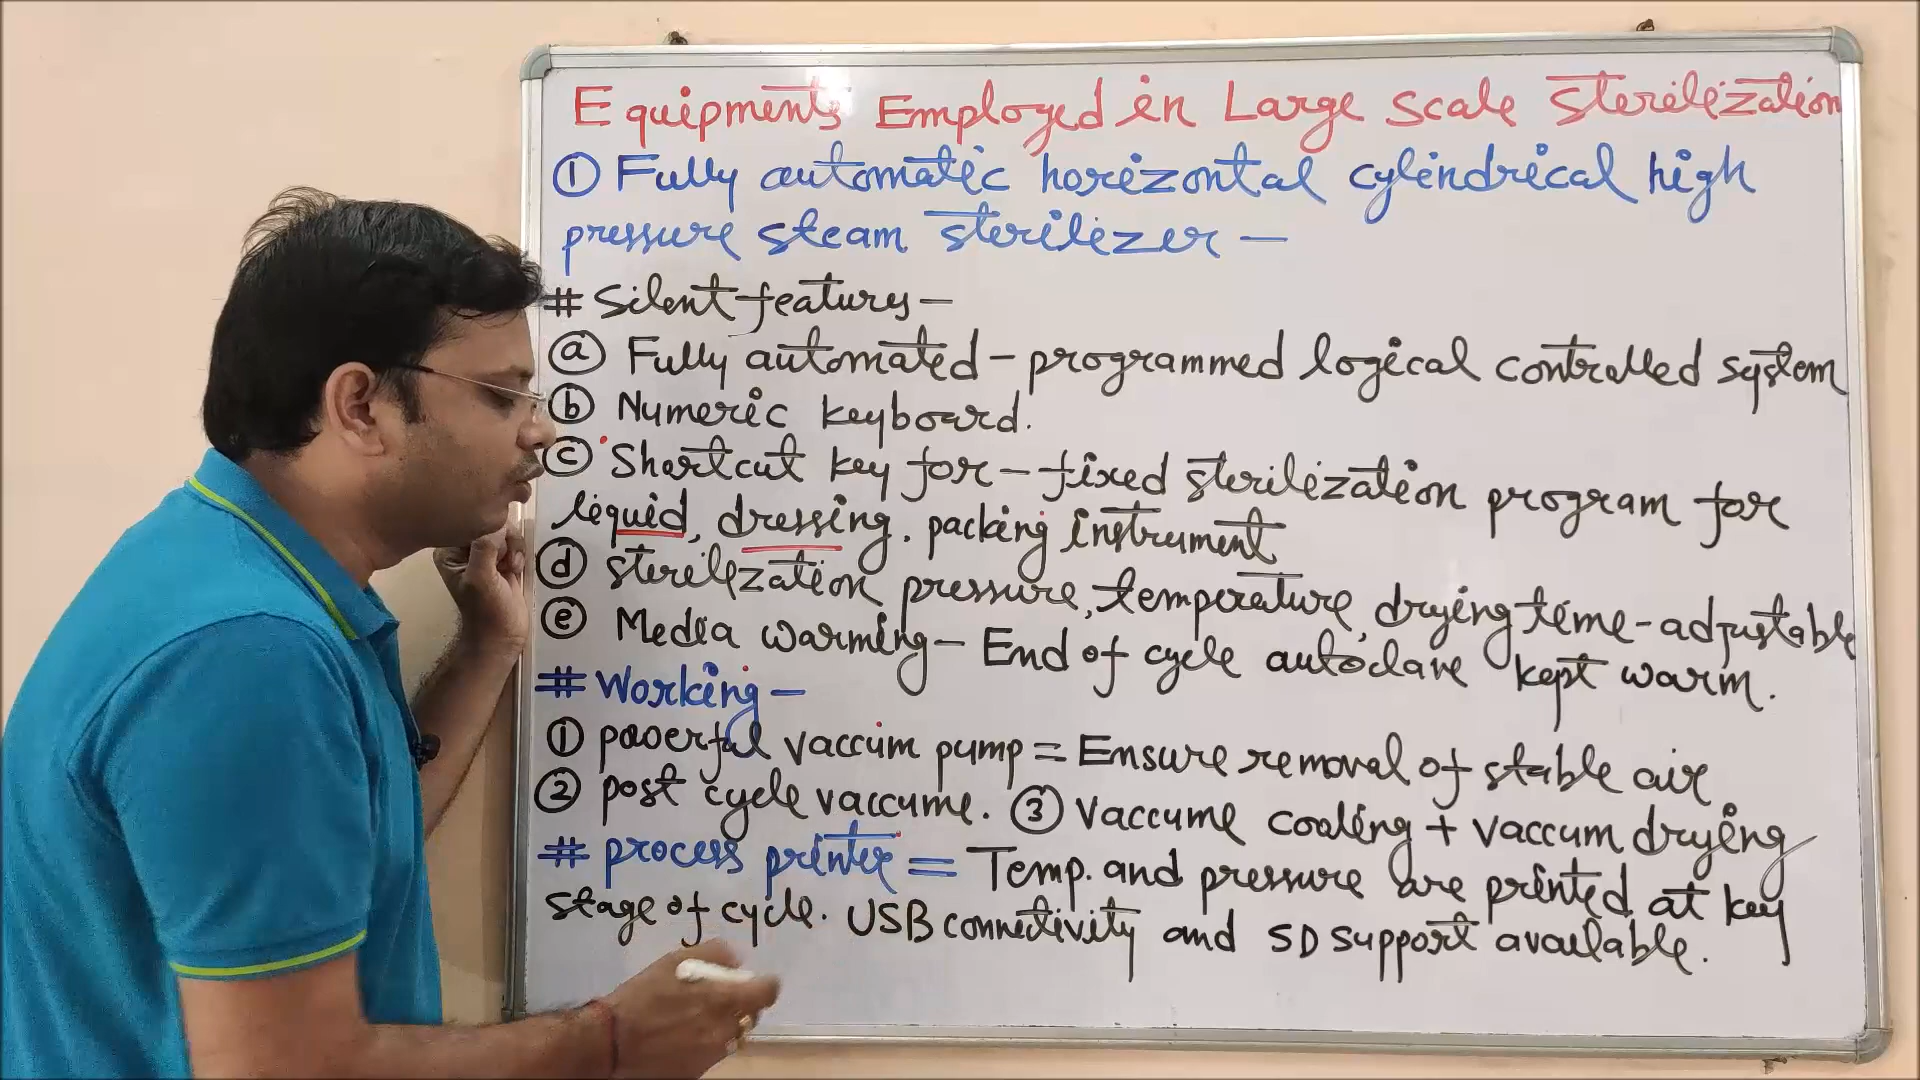 Equipments Employed in Large Scale Sterilization
① Fully automatic horizontal cylindrical high
pressure steam sterilizer —
# Silent features —
ⓐ Fully automated - programmed logical controlled system
ⓑ Numeric keyboard.
ⓒ Shortcut key for - fixed sterilization program for
liquid, dressing. packing instrument
ⓓ sterilization pressure, temperature, drying time - adjustable
ⓔ Media warming - End of cycle autoclave kept warm.
# Working -
① powerful vaccum pump = Ensure removal of stable air
② post cycle vaccume. ③ Vaccume cooling + vaccum drying
# process printer = Temp. and pressure are printed at key
stage of cycle. USB connectivity and SD support available.